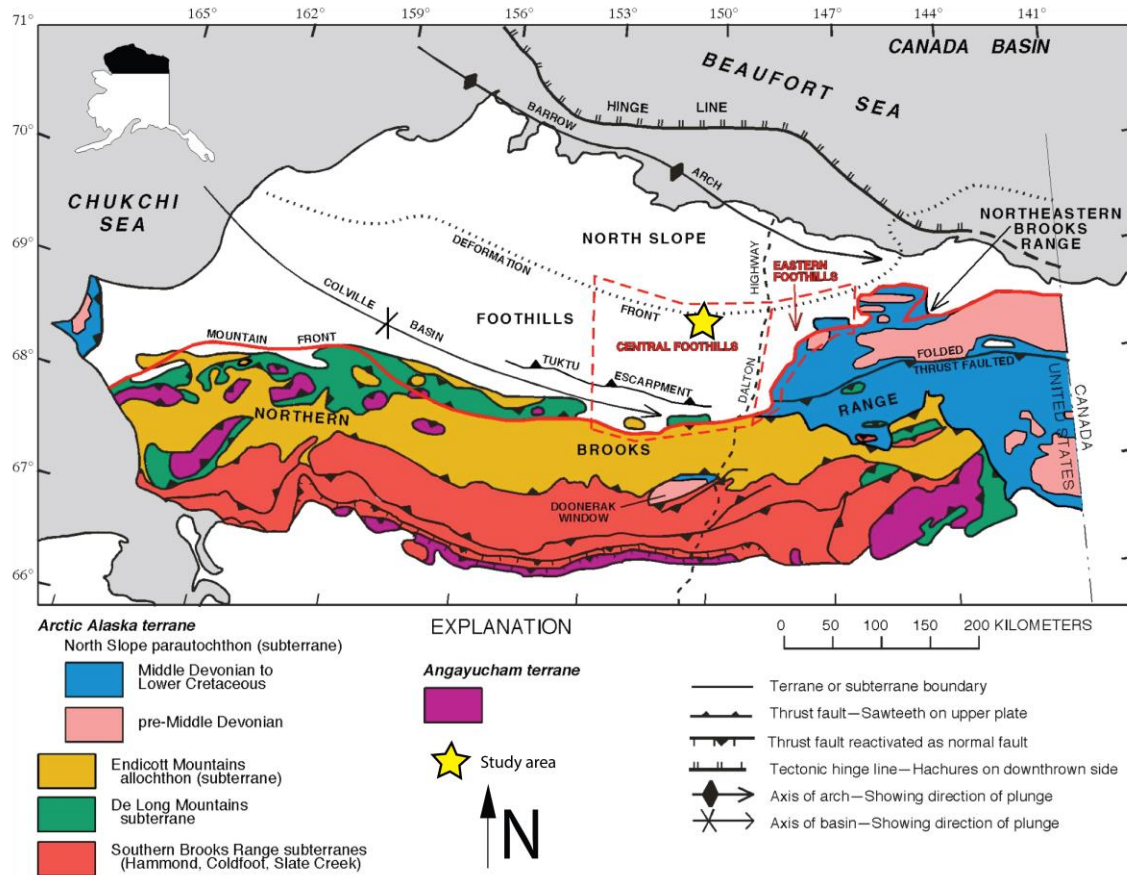 165° 162° 159° 156° 153° 150° 147° 144° 141°
71°
70°
69°
68°
67°
66°
CANADA BASIN
BEAUFORT SEA
HINGE LINE
BARROW
ARCH
CHUKCHI
SEA
NORTHEASTERN
BROOKS
RANGE
NORTH SLOPE
DEFORMATION
FRONT
HIGHWAY
EASTERN
FOOTHILLS
COLVILLE
BASIN
FOOTHILLS
CENTRAL FOOTHILLS
MOUNTAIN FRONT
TUKTU
ESCARPMENT
DALTON
FOLDED
THRUST FAULTED
NORTHERN
BROOKS
RANGE
CANADA
UNITED STATES
DOONERAK
WINDOW
Arctic Alaska terrane
North Slope parautochthon (subterrane)
Middle Devonian to
Lower Cretaceous
pre-Middle Devonian
Endicott Mountains
allochthon (subterrane)
De Long Mountains
subterrane
Southern Brooks Range subterranes
(Hammond, Coldfoot, Slate Creek)
EXPLANATION
Angayucham terrane
Study area
N
0 50 100 150 200 KILOMETERS
Terrane or subterrane boundary
Thrust fault—Sawteeth on upper plate
Thrust fault reactivated as normal fault
Tectonic hinge line—Hachures on downthrown side
Axis of arch—Showing direction of plunge
Axis of basin—Showing direction of plunge